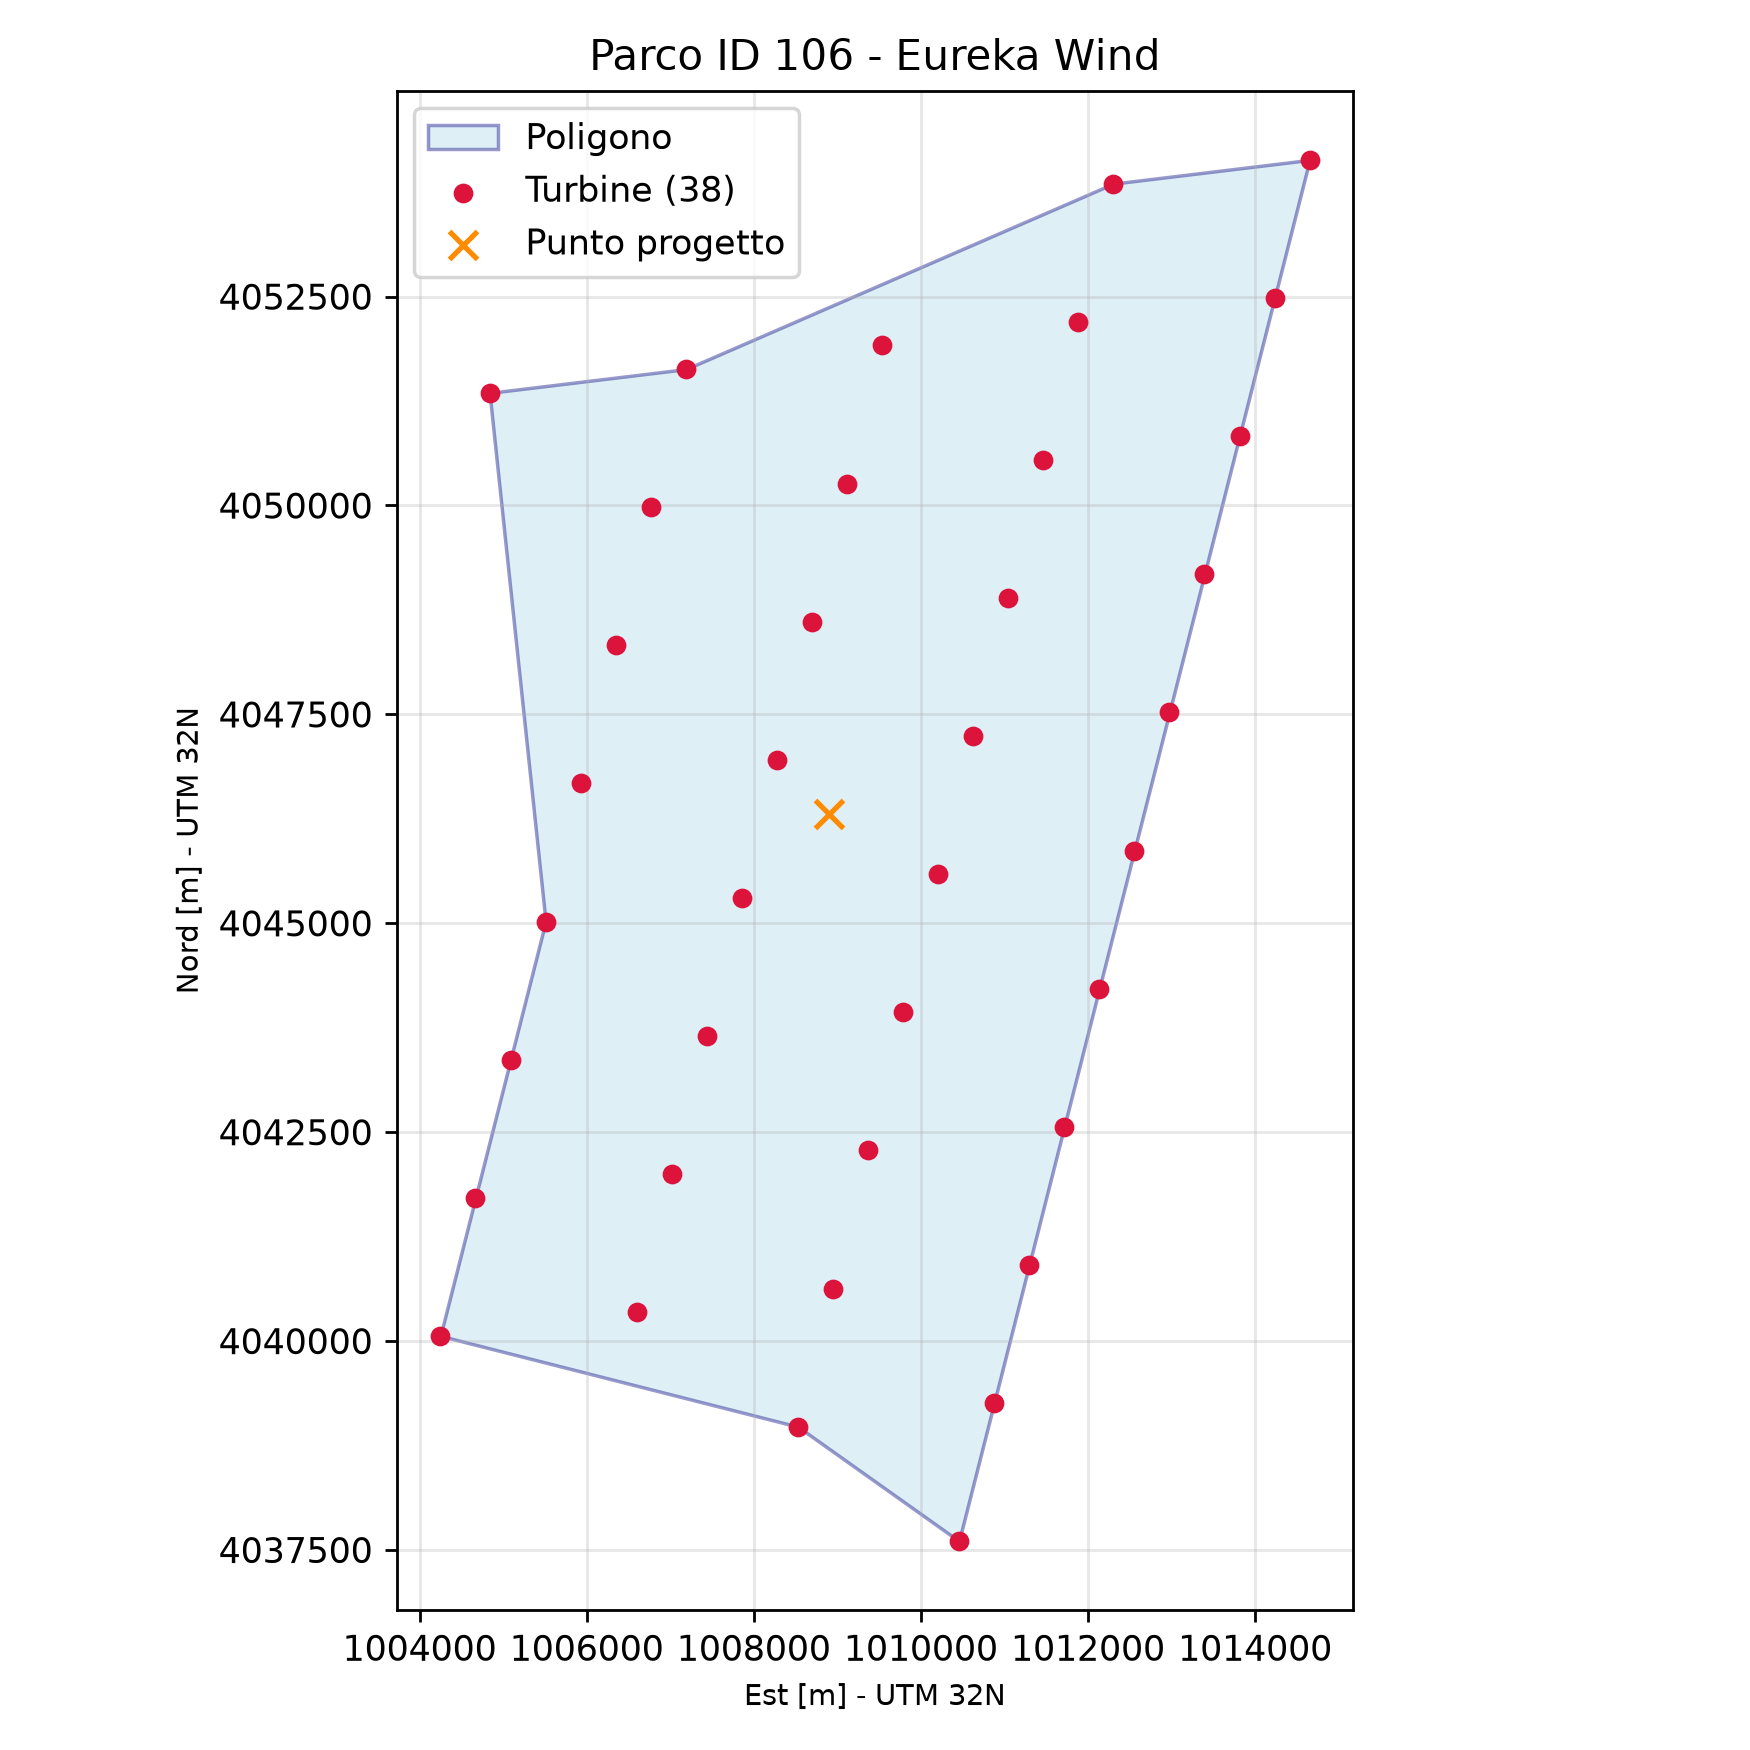 Parco ID 106 - Eureka Wind
Poligono
Turbine (38)
Punto progetto
4052500
4050000
4047500
4045000
4042500
4040000
4037500
Nord [m] - UTM 32N
1004000 1006000 1008000 1010000 1012000 1014000
Est [m] - UTM 32N